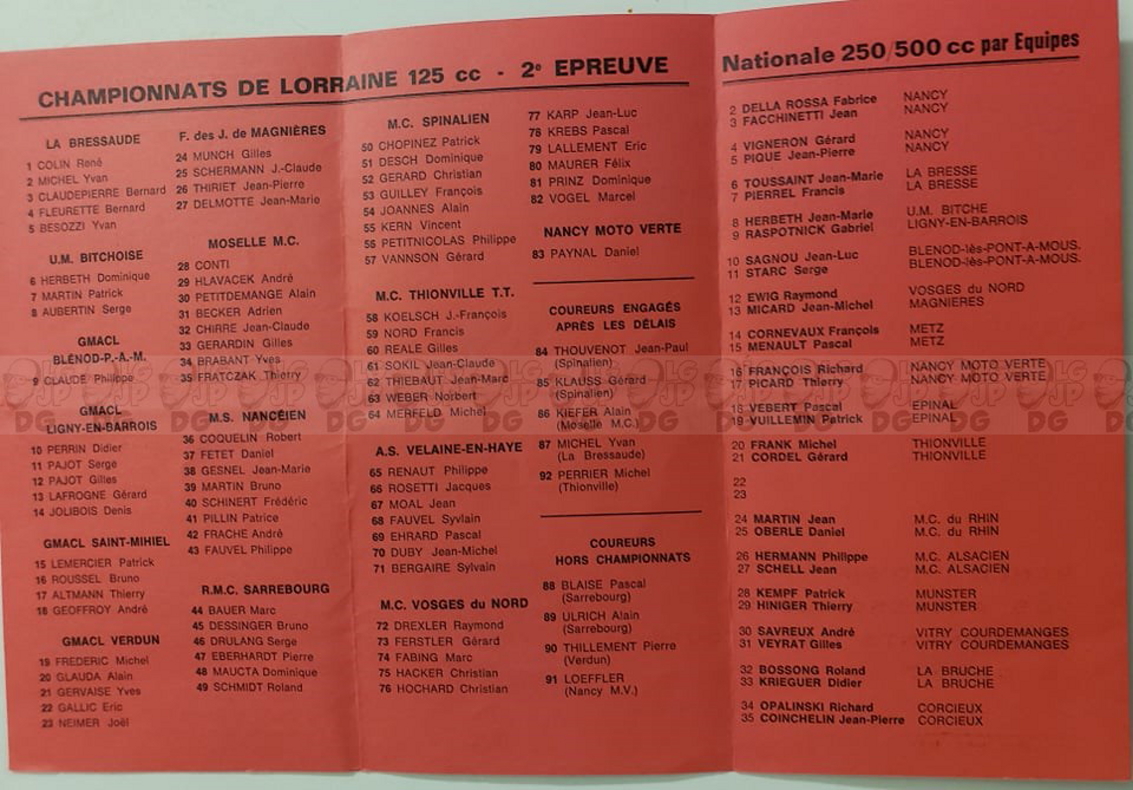 CHAMPIONNATS DE LORRAINE 125 cc - 2e EPREUVE
LA BRESSAUDE
1 COLIN René
2 MICHEL Yvan
3 CLAUDEPIERRE Bernard
4 FLEURETTE Bernard
5 BESOZZI Yvan
U.M. BITCHOISE
6 HERBETH Dominique
7 MARTIN Patrick
8 AUBERTIN Serge
GMACL
BLÉNOD-P.-A.-M.
9 CLAUDE Philippe
GMACL
LIGNY-EN-BARROIS
10 PERRIN Didier
11 PAJOT Serge
12 PAJOT Gilles
13 LAFROGNE Gérard
14 JOLIBOIS Denis
GMACL SAINT-MIHIEL
15 LEMERCIER Patrick
16 ROUSSEL Bruno
17 ALTMANN Thierry
18 GEOFFROY André
GMACL VERDUN
19 FREDERIC Michel
20 GLAUDA Alain
21 GERVAISE Yves
22 GALLIC Eric
23 NEIMER Joël
F. des J. de MAGNIÈRES
24 MUNCH Gilles
25 SCHERMANN J.-Claude
26 THIRIET Jean-Pierre
27 DELMOTTE Jean-Marie
MOSELLE M.C.
28 CONTI
29 HLAVACEK André
30 PETITDEMANGE Alain
31 BECKER Adrien
32 CHIRRE Jean-Claude
33 GERARDIN Gilles
34 BRABANT Yves
35 FRATCZAK Thierry
M.S. NANCÉIEN
36 COQUELIN Robert
37 FETET Daniel
38 GESNEL Jean-Marie
39 MARTIN Bruno
40 SCHINERT Frédéric
41 PILLIN Patrice
42 FRACHE André
43 FAUVEL Philippe
R.M.C. SARREBOURG
44 BAUER Marc
45 DESSINGER Bruno
46 DRULANG Serge
47 EBERHARDT Pierre
48 MAUCTA Dominique
49 SCHMIDT Roland
M.C. SPINALIEN
50 CHOPINEZ Patrick
51 DESCH Dominique
52 GERARD Christian
53 GUILLEY François
54 JOANNES Alain
55 KERN Vincent
56 PETITNICOLAS Philippe
57 VANNSON Gérard
M.C. THIONVILLE T.T.
58 KOELSCH J.-François
59 NORD Francis
60 REALE Gilles
61 SOKIL Jean-Claude
62 THIEBAUT Jean-Marc
63 WEBER Norbert
64 MERFELD Michel
A.S. VELAINE-EN-HAYE
65 RENAUT Philippe
66 ROSETTI Jacques
67 MOAL Jean
68 FAUVEL Syvlain
69 EHRARD Pascal
70 DUBY Jean-Michel
71 BERGAIRE Sylvain
M.C. VOSGES du NORD
72 DREXLER Raymond
73 FERSTLER Gérard
74 FABING Marc
75 HACKER Christian
76 HOCHARD Christian
77 KARP Jean-Luc
78 KREBS Pascal
79 LALLEMENT Eric
80 MAURER Félix
81 PRINZ Dominique
82 VOGEL Marcel
NANCY MOTO VERTE
83 PAYNAL Daniel
COUREURS ENGAGÉS
APRÈS LES DÉLAIS
84 THOUVENOT Jean-Paul
(Spinalien)
85 KLAUSS Gérard
(Spinalien)
86 KIEFER Alain
(Moselle M.C.)
87 MICHEL Yvan
(La Bressaude)
92 PERRIER Michel
(Thionville)
COUREURS
HORS CHAMPIONNATS
88 BLAISE Pascal
(Sarrebourg)
89 ULRICH Alain
(Sarrebourg)
90 THILLEMENT Pierre
(Verdun)
91 LOEFFLER
(Nancy M.V.)
Nationale 250/500 cc par Equipes
2 DELLA ROSSA Fabrice NANCY
3 FACCHINETTI Jean NANCY
4 VIGNERON Gérard NANCY
5 PIQUE Jean-Pierre NANCY
6 TOUSSAINT Jean-Marie LA BRESSE
7 PIERREL Francis LA BRESSE
8 HERBETH Jean-Marie U.M. BITCHE
9 RASPOTNICK Gabriel LIGNY-EN-BARROIS
10 SAGNOU Jean-Luc BLENOD-lès-PONT-A-MOUS.
11 STARC Serge BLENOD-lès-PONT-A-MOUS.
12 EWIG Raymond VOSGES du NORD
13 MICARD Jean-Michel MAGNIERES
14 CORNEVAUX François METZ
15 MENAULT Pascal METZ
16 FRANÇOIS Richard NANCY MOTO VERTE
17 PICARD Thierry NANCY MOTO VERTE
18 VEBERT Pascal EPINAL
19 VUILLEMIN Patrick EPINAL
20 FRANK Michel THIONVILLE
21 CORDEL Gérard THIONVILLE
22
23
24 MARTIN Jean M.C. du RHIN
25 OBERLE Daniel M.C. du RHIN
26 HERMANN Philippe M.C. ALSACIEN
27 SCHELL Jean M.C. ALSACIEN
28 KEMPF Patrick MUNSTER
29 HINIGER Thierry MUNSTER
30 SAVREUX André VITRY COURDEMANGES
31 VEYRAT Gilles VITRY COURDEMANGES
32 BOSSONG Roland LA BRUCHE
33 KRIEGUER Didier LA BRUCHE
34 OPALINSKI Richard CORCIEUX
35 COINCHELIN Jean-Pierre CORCIEUX